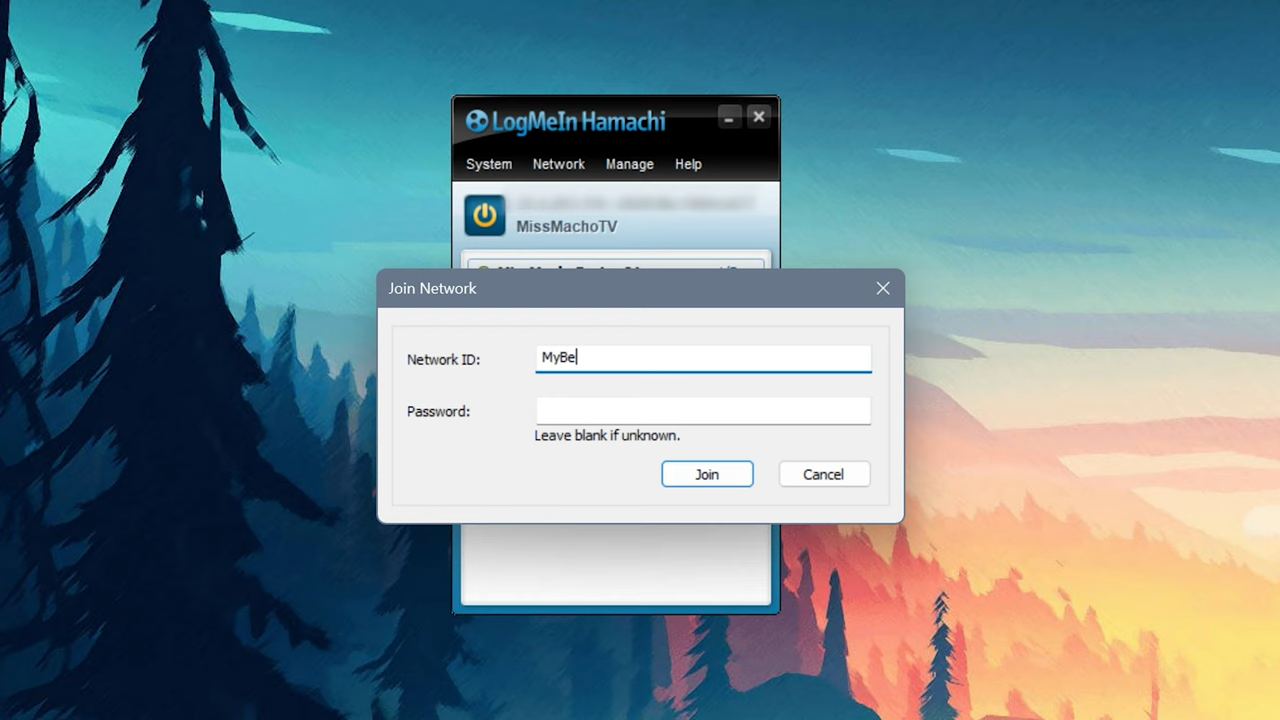 LogMeIn Hamachi
System Network Manage Help
MissMachoTV
Join Network
Network ID: MyBe
Password:
Leave blank if unknown.
Join Cancel